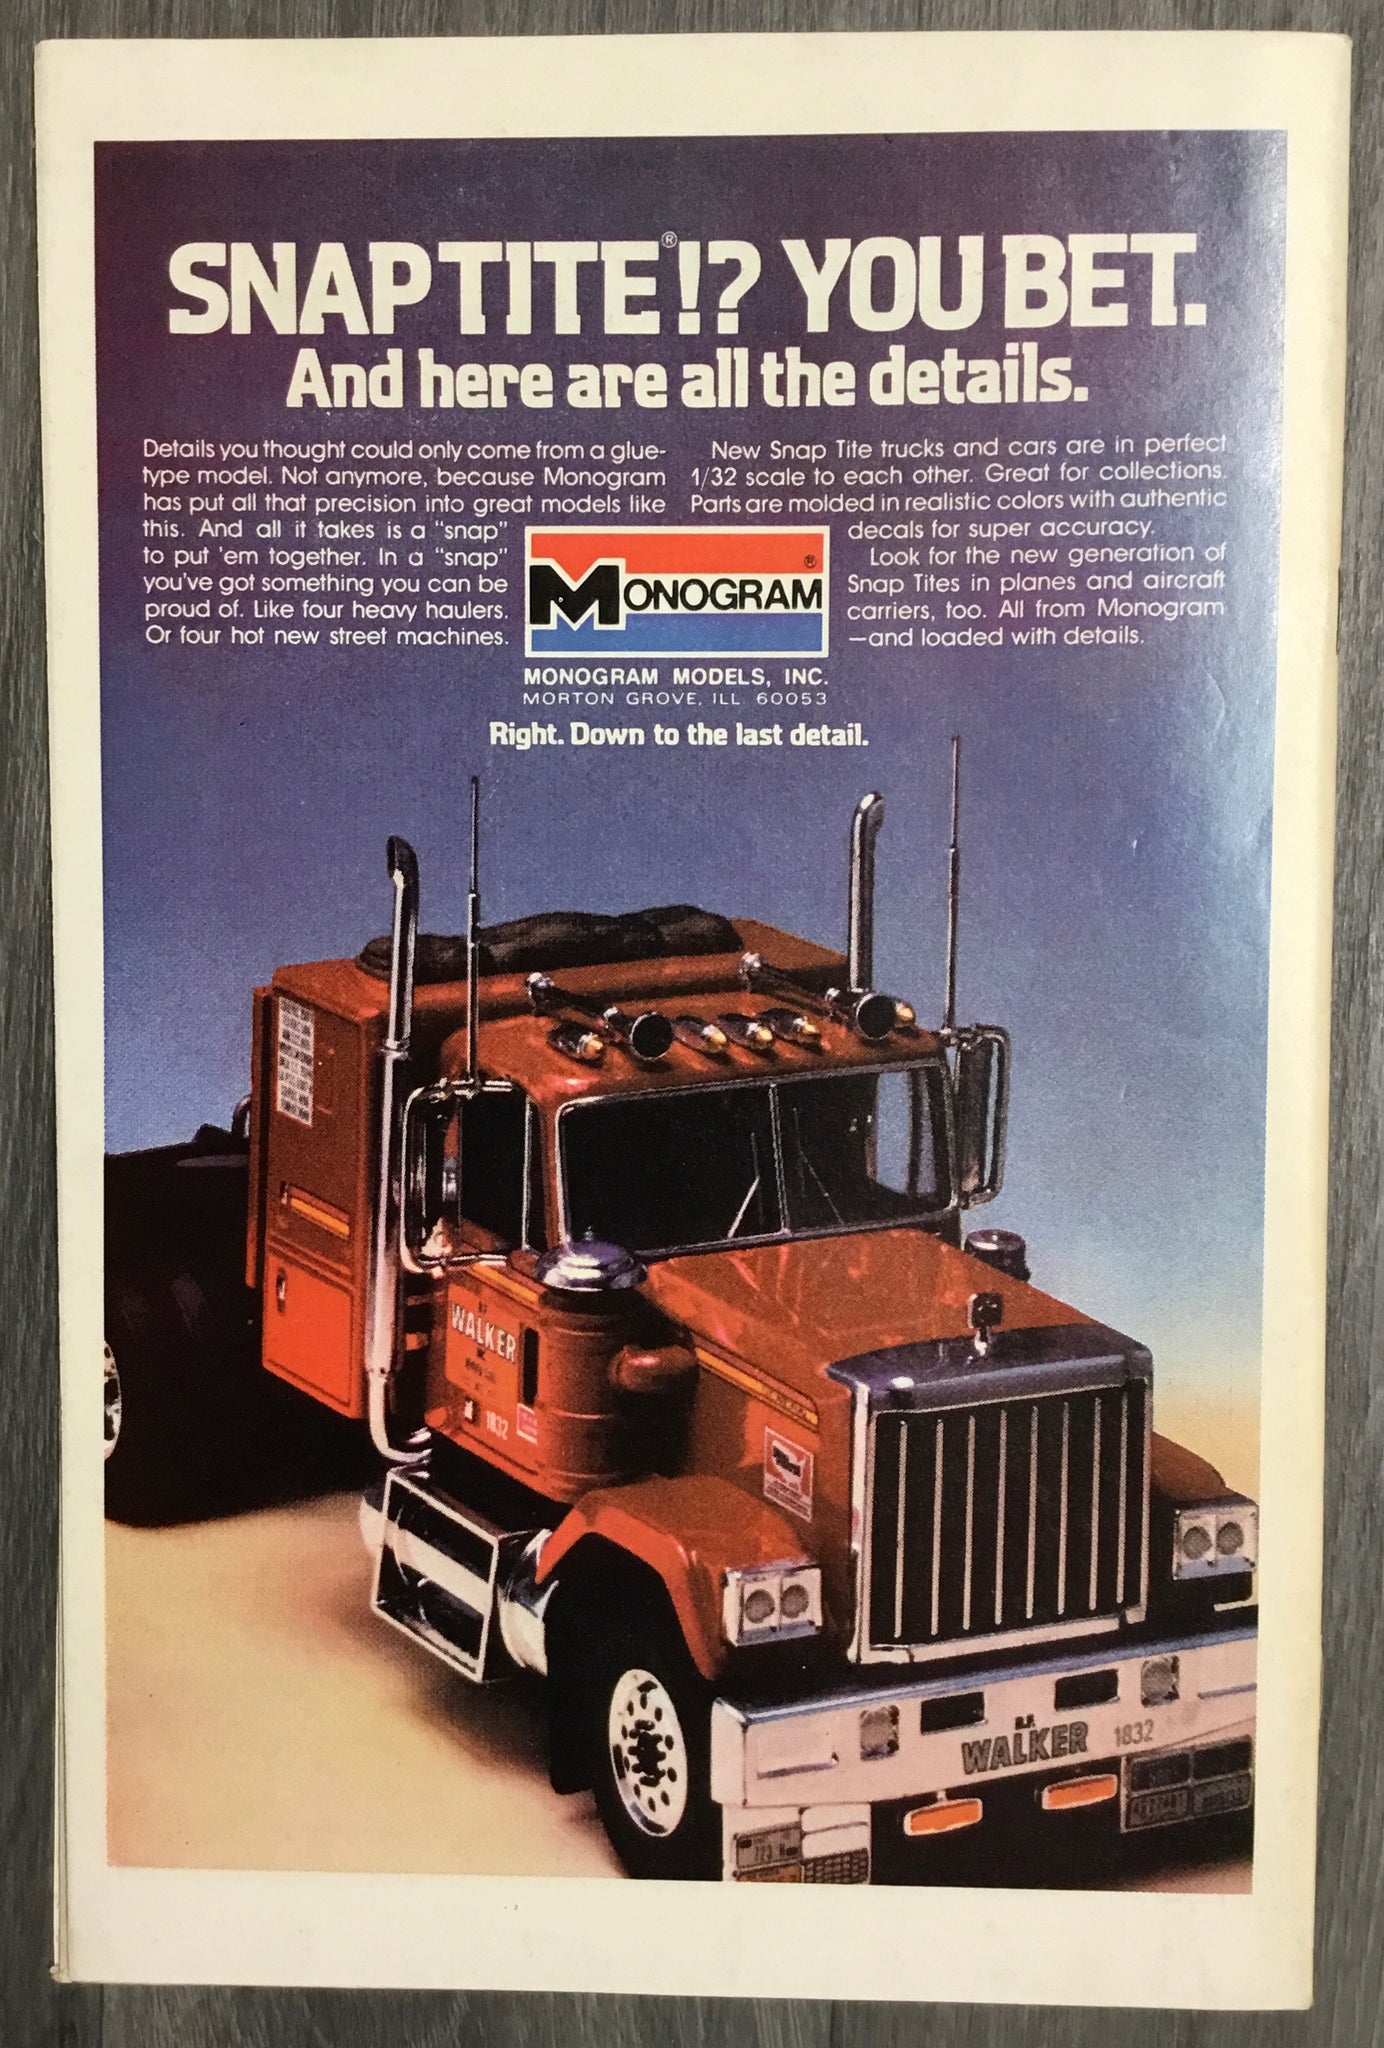 SNAP TITE®!? YOU BET.
And here are all the details.
Details you thought could only come from a glue-
type model. Not anymore, because Monogram
has put all that precision into great models like
this. And all it takes is a "snap"
to put 'em together. In a "snap"
you've got something you can be
proud of. Like four heavy haulers.
Or four hot new street machines.
New Snap Tite trucks and cars are in perfect
1/32 scale to each other. Great for collections.
Parts are molded in realistic colors with authentic
decals for super accuracy.
Look for the new generation of
Snap Tites in planes and aircraft
carriers, too. All from Monogram
—and loaded with details.
MONOGRAM ®
MONOGRAM MODELS, INC.
MORTON GROVE, ILL 60053
Right. Down to the last detail.
WALKER
1832
B.P.
WALKER 1832